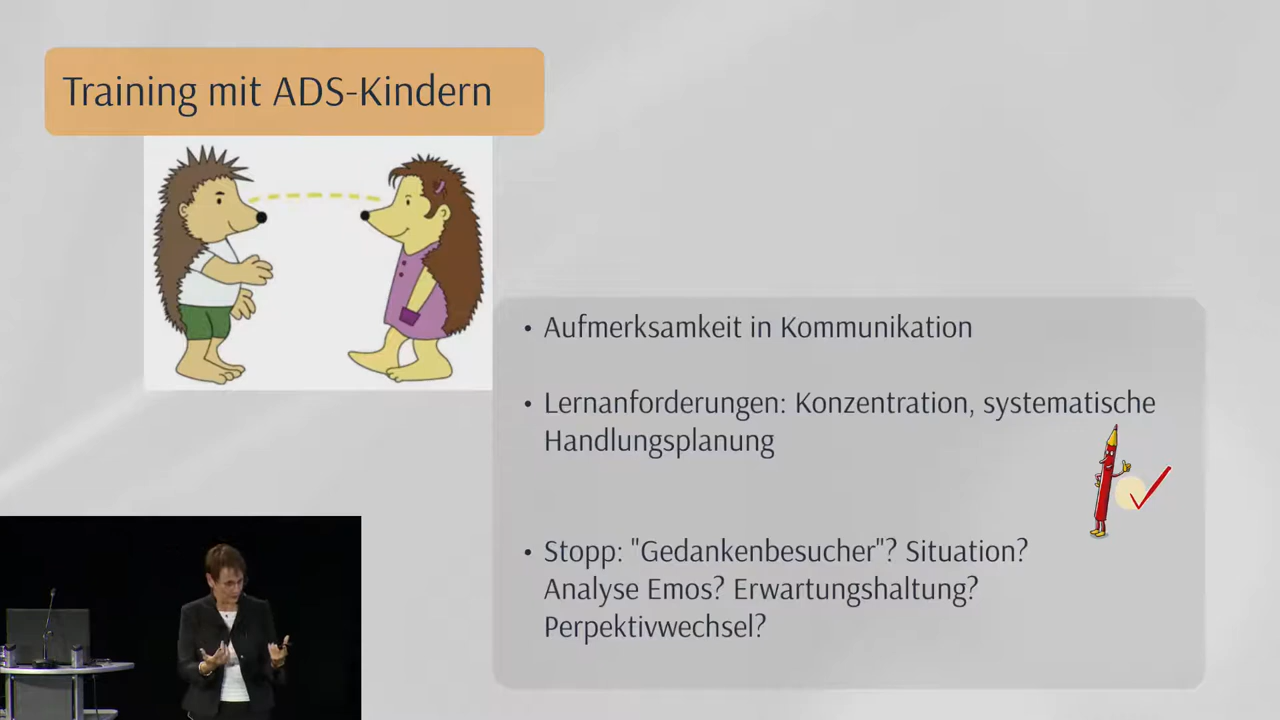 Training mit ADS-Kindern
• Aufmerksamkeit in Kommunikation
• Lernanforderungen: Konzentration, systematische
Handlungsplanung
• Stopp: "Gedankenbesucher"? Situation?
Analyse Emos? Erwartungshaltung?
Perpektivwechsel?